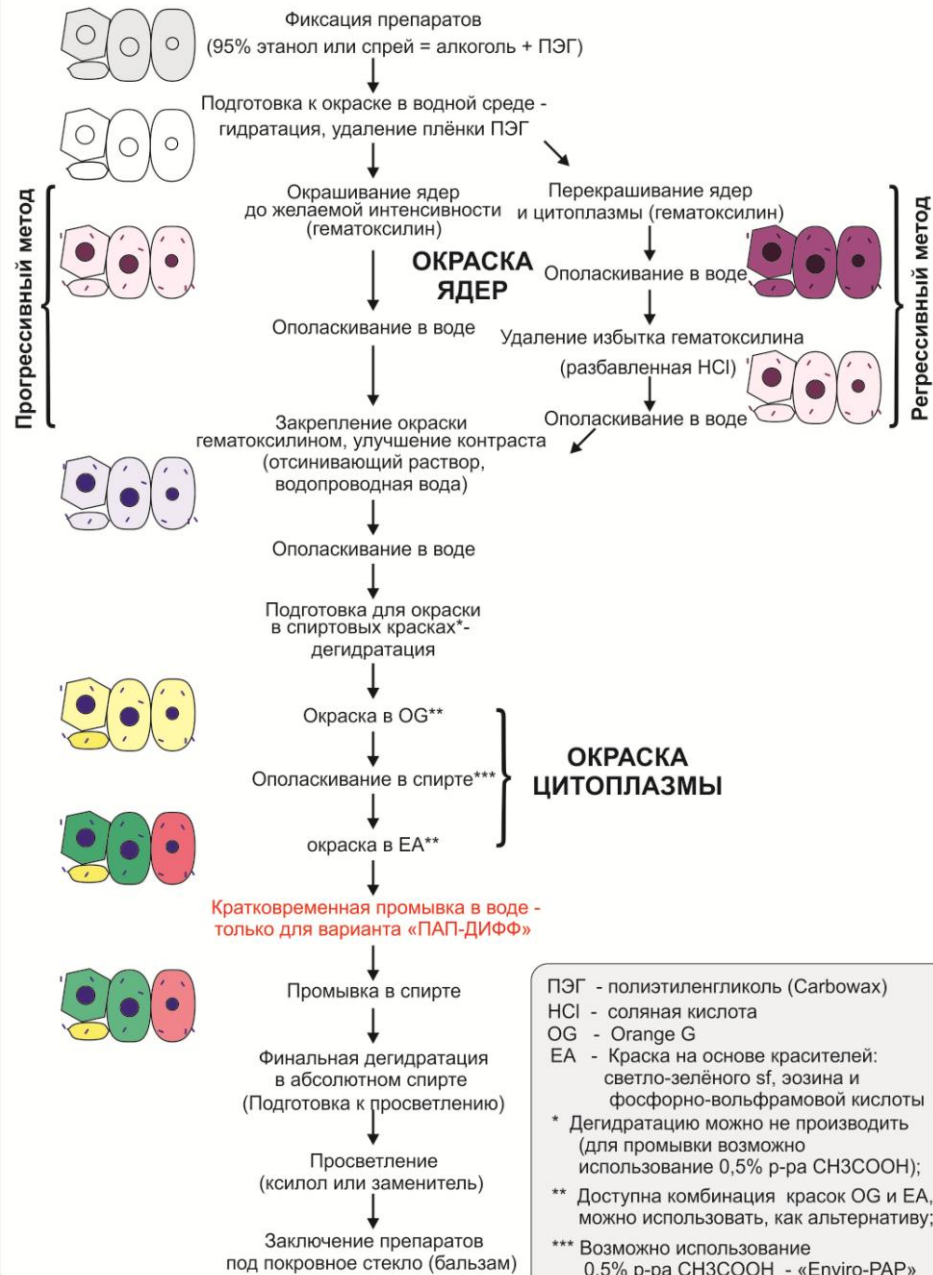 Фиксация препаратов
(95% этанол или спрей = алкоголь + ПЭГ)
Подготовка к окраске в водной среде -
гидратация, удаление плёнки ПЭГ
Прогрессивный метод
Окрашивание ядер
до желаемой интенсивности
(гематоксилин)
Перекрашивание ядер
и цитоплазмы (гематоксилин)
Регрессивный метод
ОКРАСКА
ЯДЕР
Ополаскивание в воде
Ополаскивание в воде
Удаление избытка гематоксилина
(разбавленная HCl)
Ополаскивание в воде
Закрепление окраски
гематоксилином, улучшение контраста
(отсинивающий раствор,
водопроводная вода)
Ополаскивание в воде
Подготовка для окраски
в спиртовых красках*-
дегидратация
Окраска в OG**
Ополаскивание в спирте***
окраска в EA**
ОКРАСКА
ЦИТОПЛАЗМЫ
Кратковременная промывка в воде -
только для варианта «ПАП-ДИФФ»
Промывка в спирте
Финальная дегидратация
в абсолютном спирте
(Подготовка к просветлению)
Просветление
(ксилол или заменитель)
Заключение препаратов
под покровное стекло (бальзам)
ПЭГ - полиэтиленгликоль (Carbowax)
HCl - соляная кислота
OG - Orange G
EA - Краска на основе красителей:
светло-зелёного sf, эозина и
фосфорно-вольфрамовой кислоты
* Дегидратацию можно не производить
(для промывки возможно
использование 0,5% р-ра CH3COOH);
** Доступна комбинация красок OG и EA,
можно использовать, как альтернативу;
*** Возможно использование
0,5% р-ра CH3COOH - «Enviro-PAP»